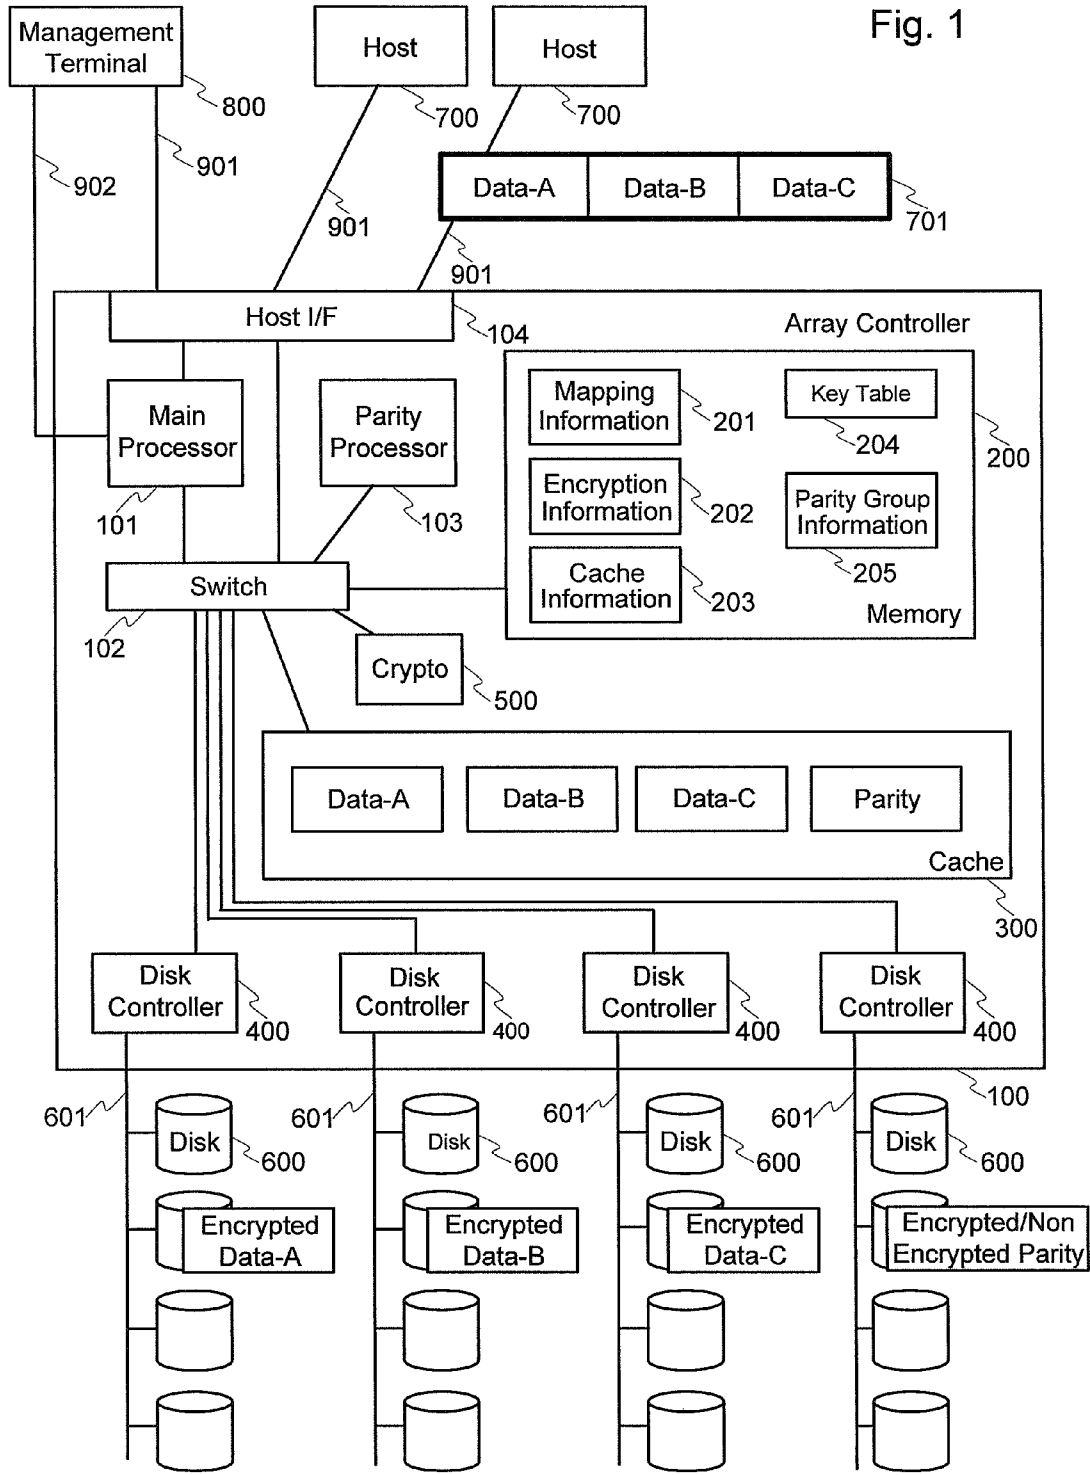 Fig. 1
Management
Terminal
800
Host
700
Host
700
902
901
901
901
Data-A
Data-B
Data-C
701
Host I/F
104
Array Controller
Main
Processor
101
Parity
Processor
103
Mapping
Information
201
Key Table
204
200
Encryption
Information
202
Parity Group
Information
205
Cache
Information
203
Memory
Switch
102
Crypto
500
Data-A
Data-B
Data-C
Parity
Cache
300
Disk
Controller
400
Disk
Controller
400
Disk
Controller
400
Disk
Controller
400
100
601
601
601
601
Disk
600
Disk
600
Disk
600
Disk
600
Encrypted
Data-A
Encrypted
Data-B
Encrypted
Data-C
Encrypted/Non
Encrypted Parity